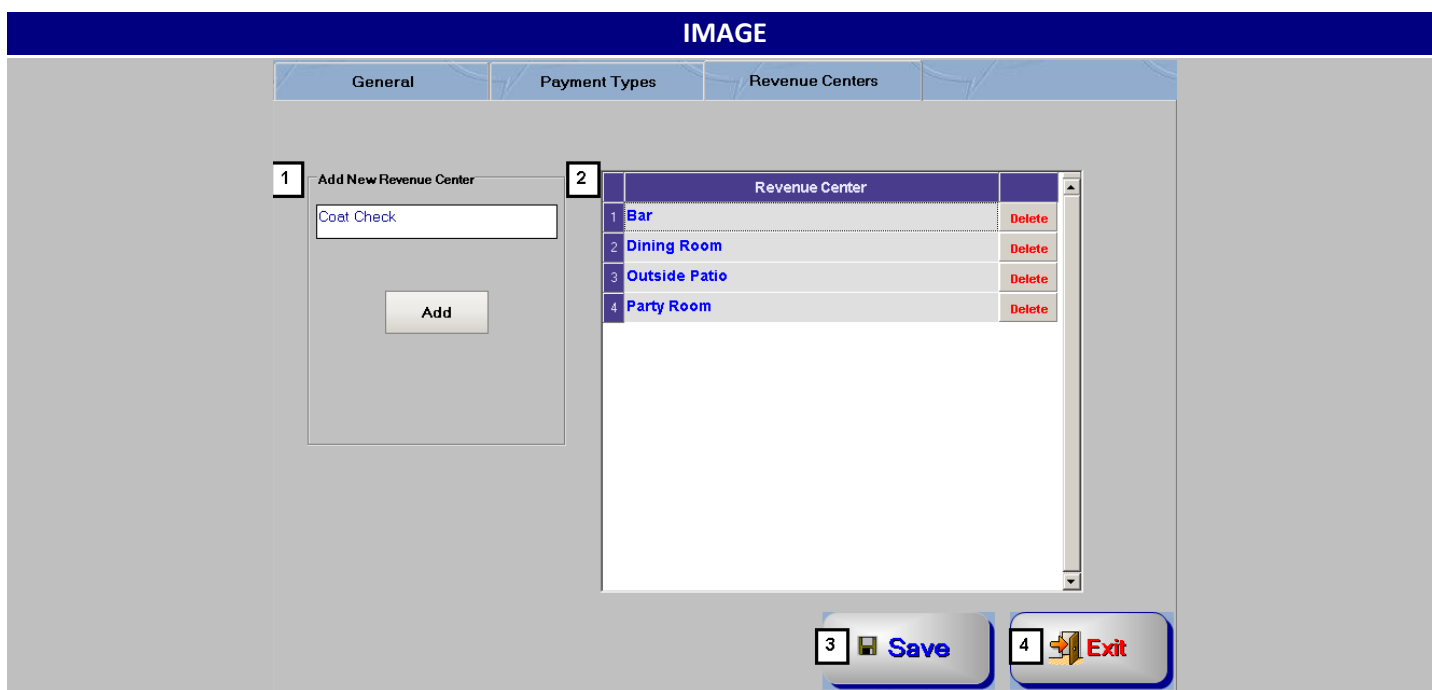 IMAGE
General Payment Types Revenue Centers
1 Add New Revenue Center
Coat Check
Add
2 Revenue Center
1 Bar Delete
2 Dining Room Delete
3 Outside Patio Delete
4 Party Room Delete
3 Save
4 Exit